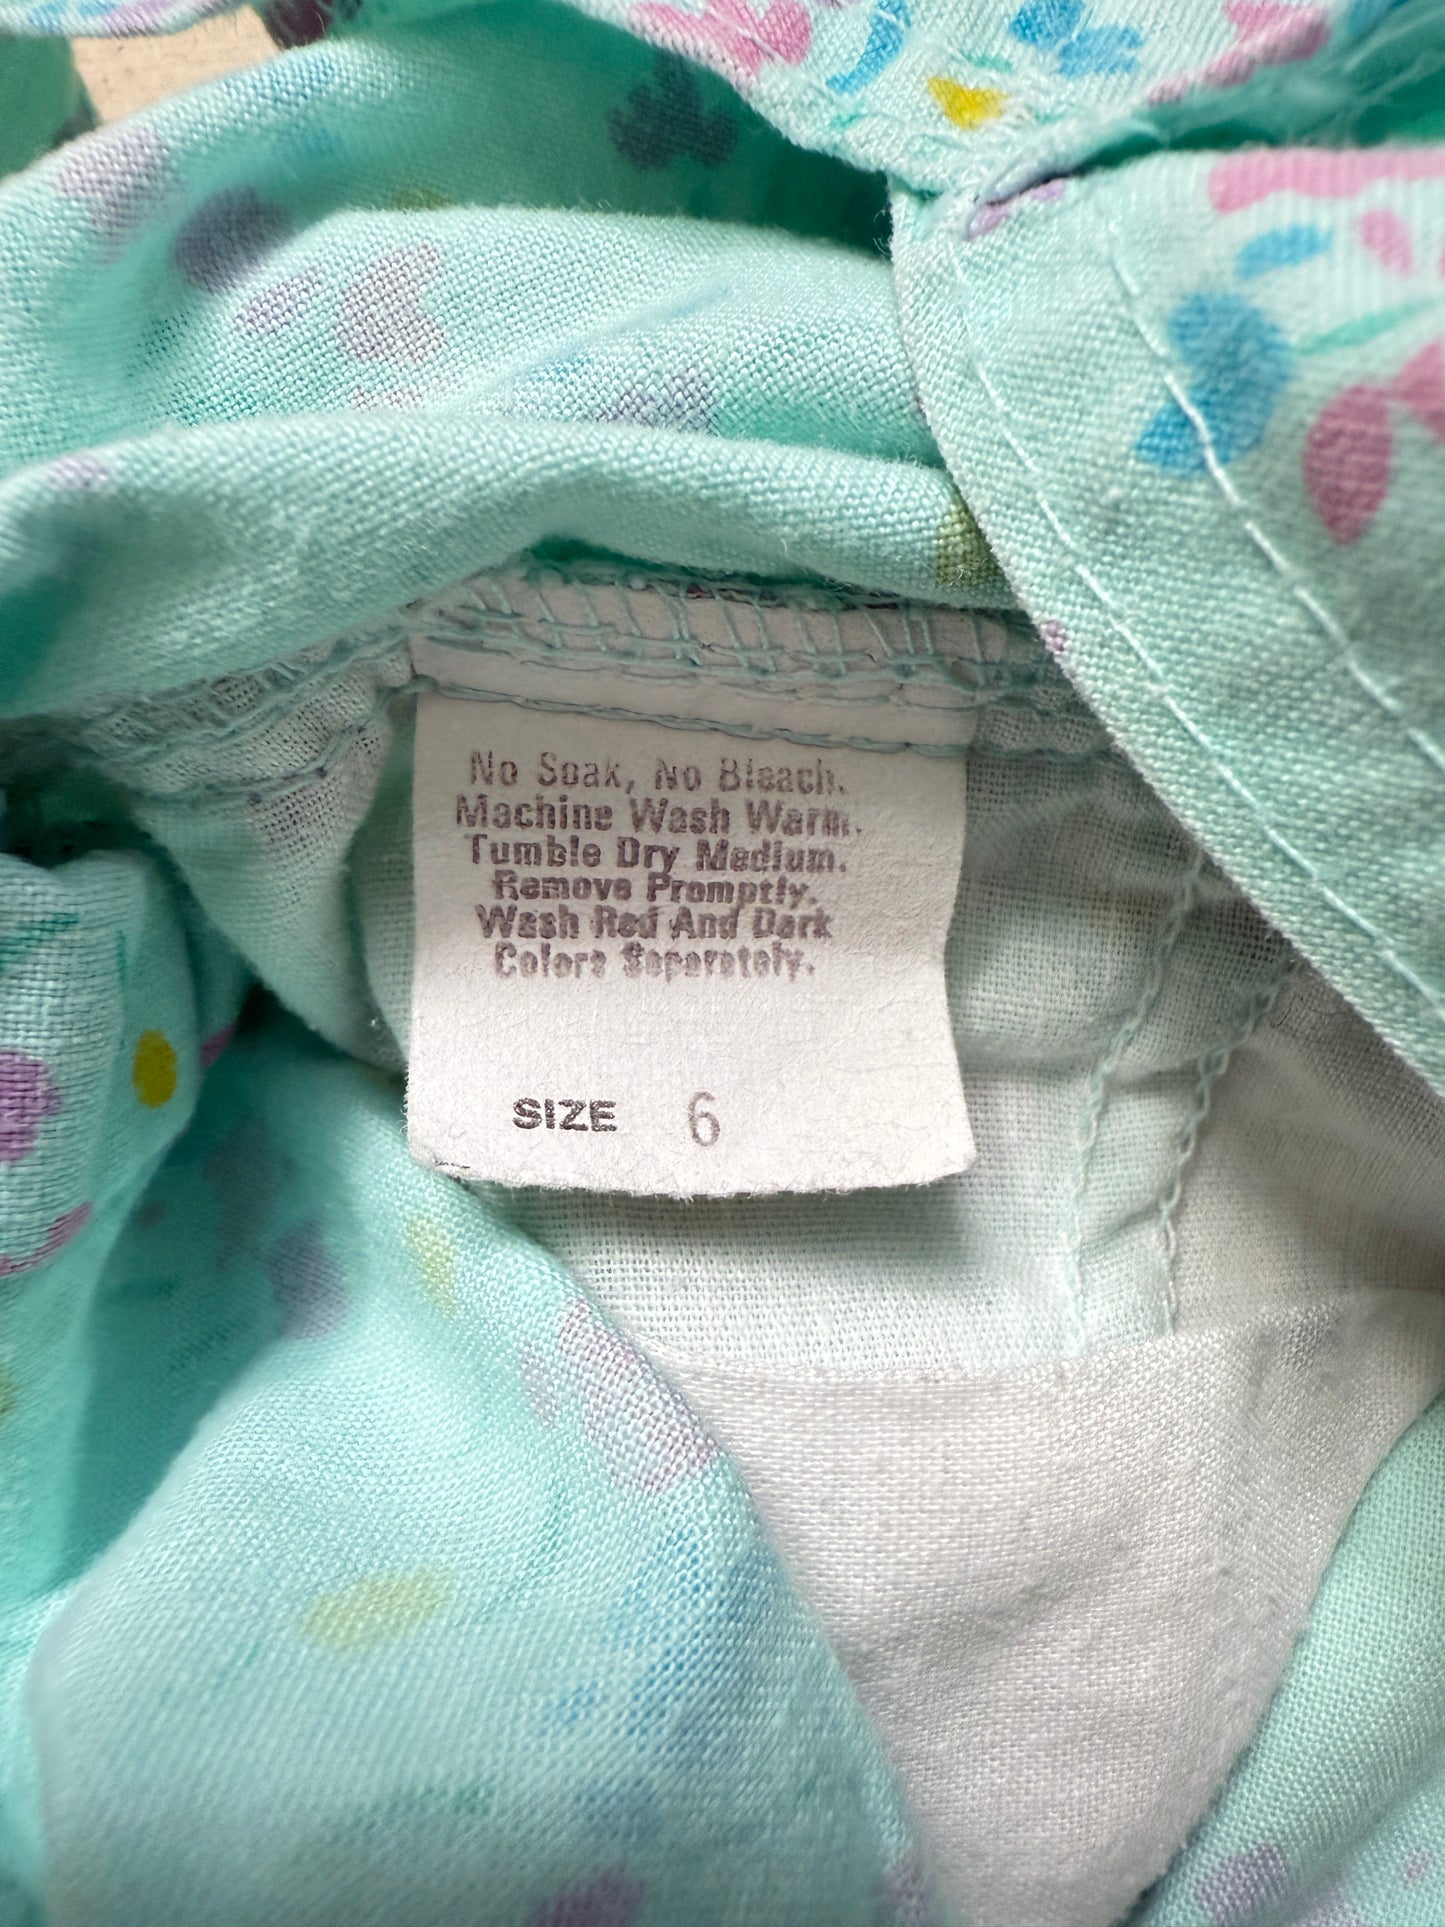 No Soak, No Bleach.
Machine Wash Warm.
Tumble Dry Medium.
Remove Promptly.
Wash Red And Dark
Colors Separately.
SIZE 6